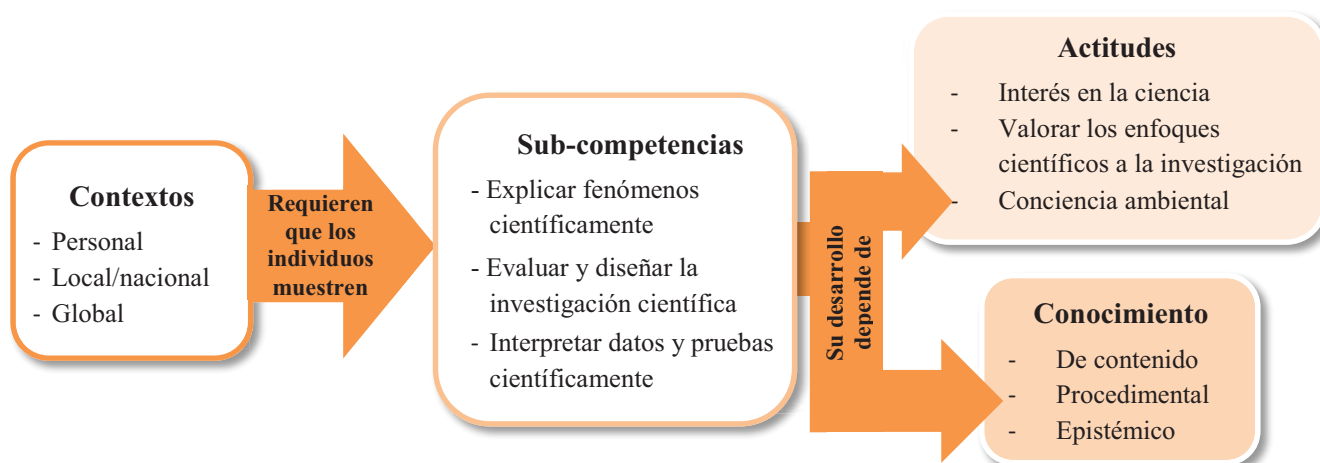 Contextos
- Personal
- Local/nacional
- Global
Requieren
que los
individuos
muestren
Sub-competencias
- Explicar fenómenos
científicamente
- Evaluar y diseñar la
investigación científica
- Interpretar datos y pruebas
científicamente
Su desarrollo
depende de
Actitudes
- Interés en la ciencia
- Valorar los enfoques
científicos a la investigación
- Conciencia ambiental
Conocimiento
- De contenido
- Procedimental
- Epistémico